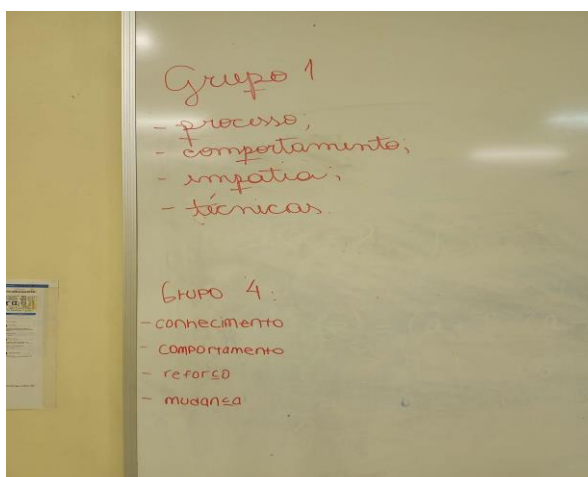 Grupo 1
- processo;
- comportamento;
- empatia;
- técnicas.
Grupo 4:
- conhecimento
- comportamento
- reforço
- mudança